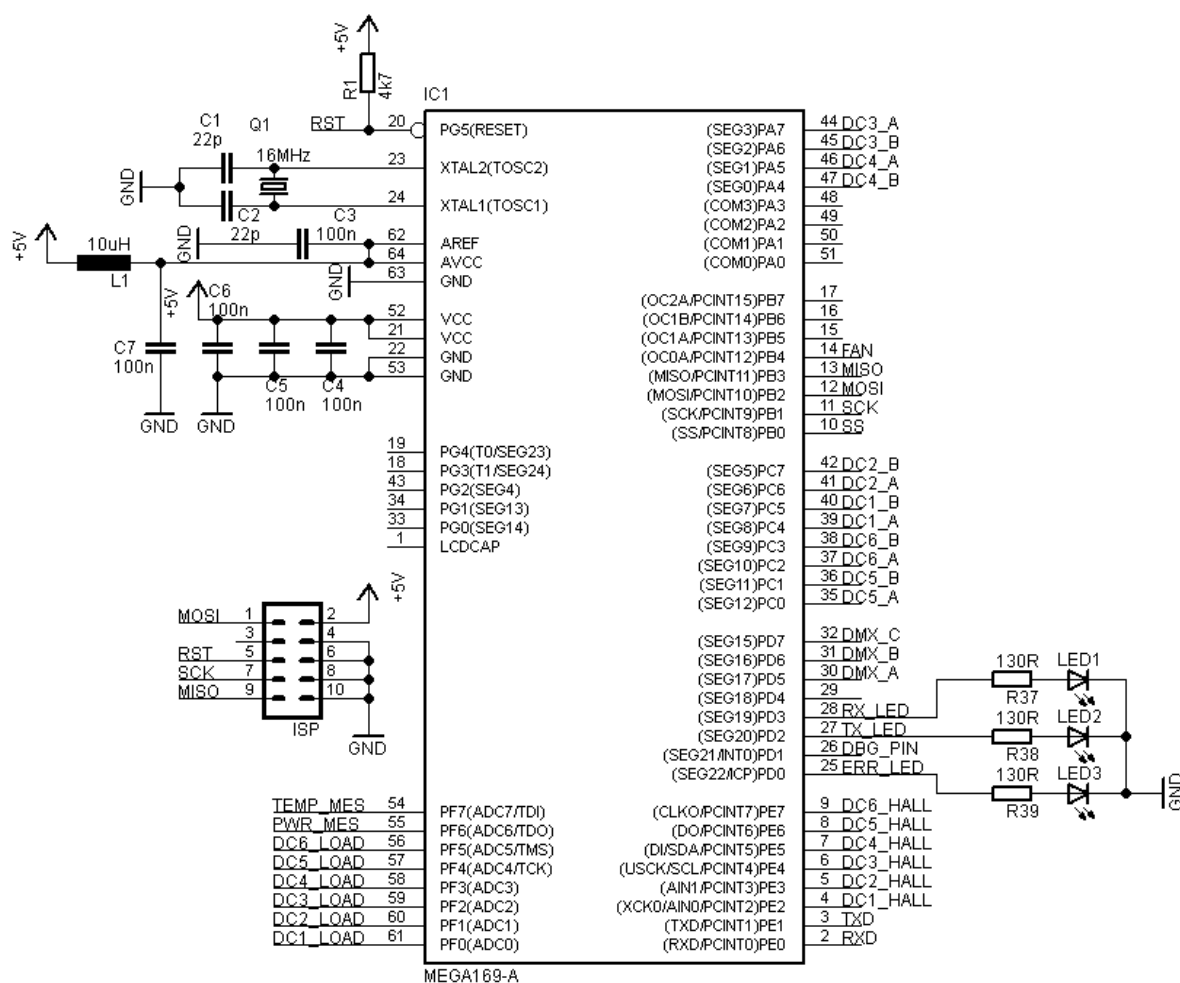 +5V
R1
4k7
IC1
C1
22p
Q1
16MHz
RST 20 PG5(RESET)
23 XTAL2(TOSC2)
24 XTAL1(TOSC1)
GND
C2
22p
C3
100n
+5V
10uH
L1
GND
62 AREF
64 AVCC
63 GND
GND
+5V
C6
100n
52 VCC
21 VCC
22 GND
53 GND
C7
100n
C5
100n
C4
100n
GND
GND
19 PG4(T0/SEG23)
18 PG3(T1/SEG24)
43 PG2(SEG4)
34 PG1(SEG13)
33 PG0(SEG14)
1 LCDCAP
+5V
MOSI 1 2
3 4
RST 5 6
SCK 7 8
MISO 9 10
ISP
GND
TEMP_MES 54 PF7(ADC7/TDI)
PWR_MES 55 PF6(ADC6/TDO)
DC6_LOAD 56 PF5(ADC5/TMS)
DC5_LOAD 57 PF4(ADC4/TCK)
DC4_LOAD 58 PF3(ADC3)
DC3_LOAD 59 PF2(ADC2)
DC2_LOAD 60 PF1(ADC1)
DC1_LOAD 61 PF0(ADC0)
MEGA169-A
(SEG3)PA7 44 DC3_A
(SEG2)PA6 45 DC3_B
(SEG1)PA5 46 DC4_A
(SEG0)PA4 47 DC4_B
(COM3)PA3 48
(COM2)PA2 49
(COM1)PA1 50
(COM0)PA0 51
(OC2A/PCINT15)PB7 17
(OC1B/PCINT14)PB6 16
(OC1A/PCINT13)PB5 15
(OC0A/PCINT12)PB4 14 FAN
(MISO/PCINT11)PB3 13 MISO
(MOSI/PCINT10)PB2 12 MOSI
(SCK/PCINT9)PB1 11 SCK
(SS/PCINT8)PB0 10 SS
(SEG5)PC7 42 DC2_B
(SEG6)PC6 41 DC2_A
(SEG7)PC5 40 DC1_B
(SEG8)PC4 39 DC1_A
(SEG9)PC3 38 DC6_B
(SEG10)PC2 37 DC6_A
(SEG11)PC1 36 DC5_B
(SEG12)PC0 35 DC5_A
(SEG15)PD7 32 DMX_C
(SEG16)PD6 31 DMX_B
(SEG17)PD5 30 DMX_A
(SEG18)PD4 29
(SEG19)PD3 28 RX_LED
(SEG20)PD2 27 TX_LED
(SEG21/INT0)PD1 26 DBG_PIN
(SEG22/ICP)PD0 25 ERR_LED
130R LED1
R37
130R LED2
R38
130R LED3
R39
GND
(CLKO/PCINT7)PE7 9 DC6_HALL
(DO/PCINT6)PE6 8 DC5_HALL
(DI/SDA/PCINT5)PE5 7 DC4_HALL
(USCK/SCL/PCINT4)PE4 6 DC3_HALL
(AIN1/PCINT3)PE3 5 DC2_HALL
(XCK0/AIN0/PCINT2)PE2 4 DC1_HALL
(TXD/PCINT1)PE1 3 TXD
(RXD/PCINT0)PE0 2 RXD